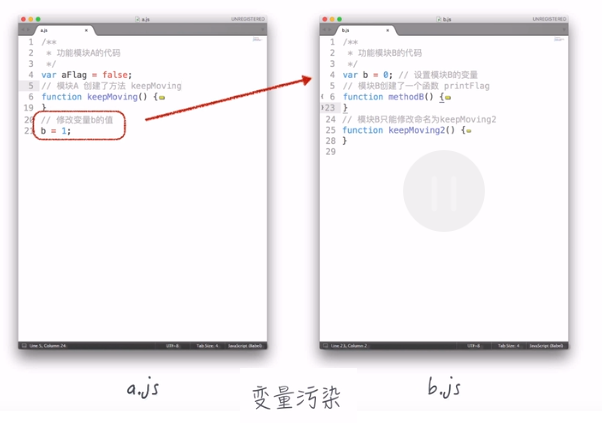 a.js
UNREGISTERED
a.js
1 /**
2 * 功能模块A的代码
3 */
4 var aFlag = false;
5 // 模块A 创建了方法 keepMoving
6 function keepMoving() {
19 }
20 // 修改变量b的值
21 b = 1;
Line 5, Column 24
UTF-8
Tab Size: 4
JavaScript (Babel)
a.js
b.js
UNREGISTERED
b.js
1 /**
2 * 功能模块B的代码
3 */
4 var b = 0; // 设置模块B的变量
5 // 模块B创建了一个函数 printFlag
6 function methodB() {
23 }
24 // 模块B只能修改命名为keepMoving2
25 function keepMoving2() {
28 }
29
UTF-8
Tab Size: 4
JavaScript (Babel)
b.js
变量污染